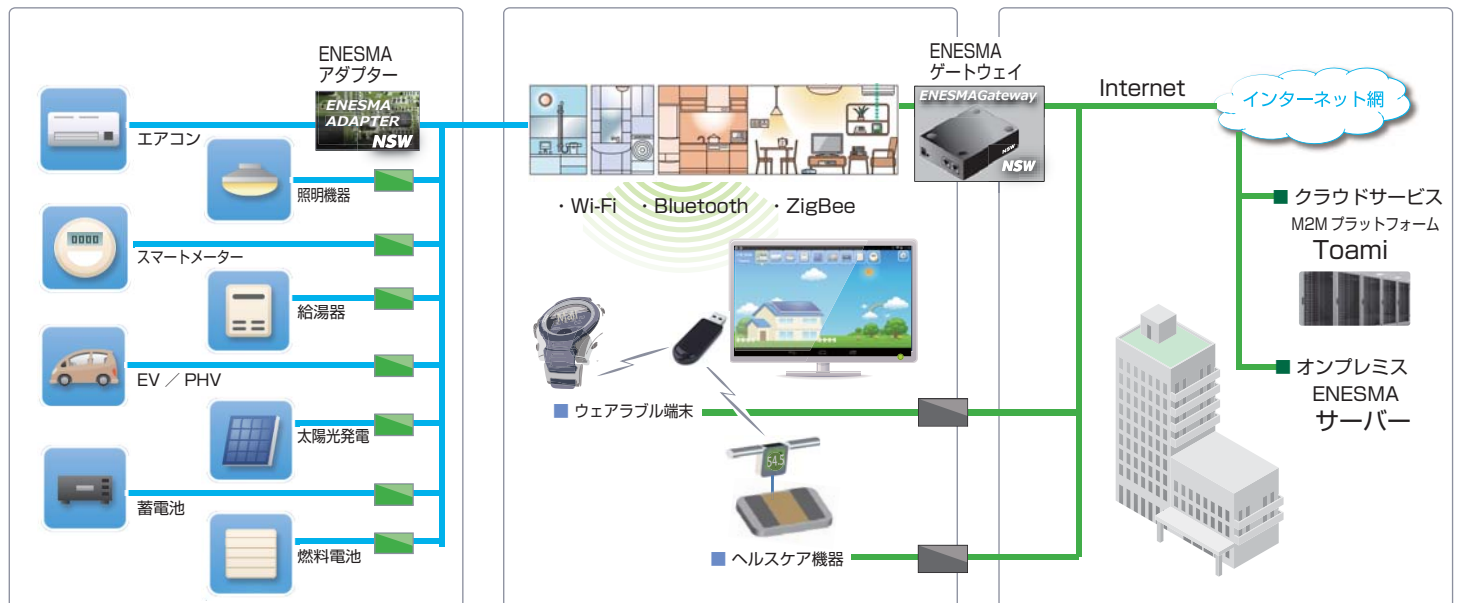 ENESMA
アダプター
ENESMA
ADAPTER
NSW
エアコン
照明機器
0000
スマートメーター
給湯器
EV ／ PHV
太陽光発電
蓄電池
燃料電池
ENESMA
ゲートウェイ
ENESMAGateway
NSW
NSW
・Wi-Fi ・Bluetooth ・ZigBee
Mail
■ ウェアラブル端末
54.5
■ ヘルスケア機器
Internet
インターネット網
■ クラウドサービス
M2M プラットフォーム
Toami
■ オンプレミス
ENESMA
サーバー